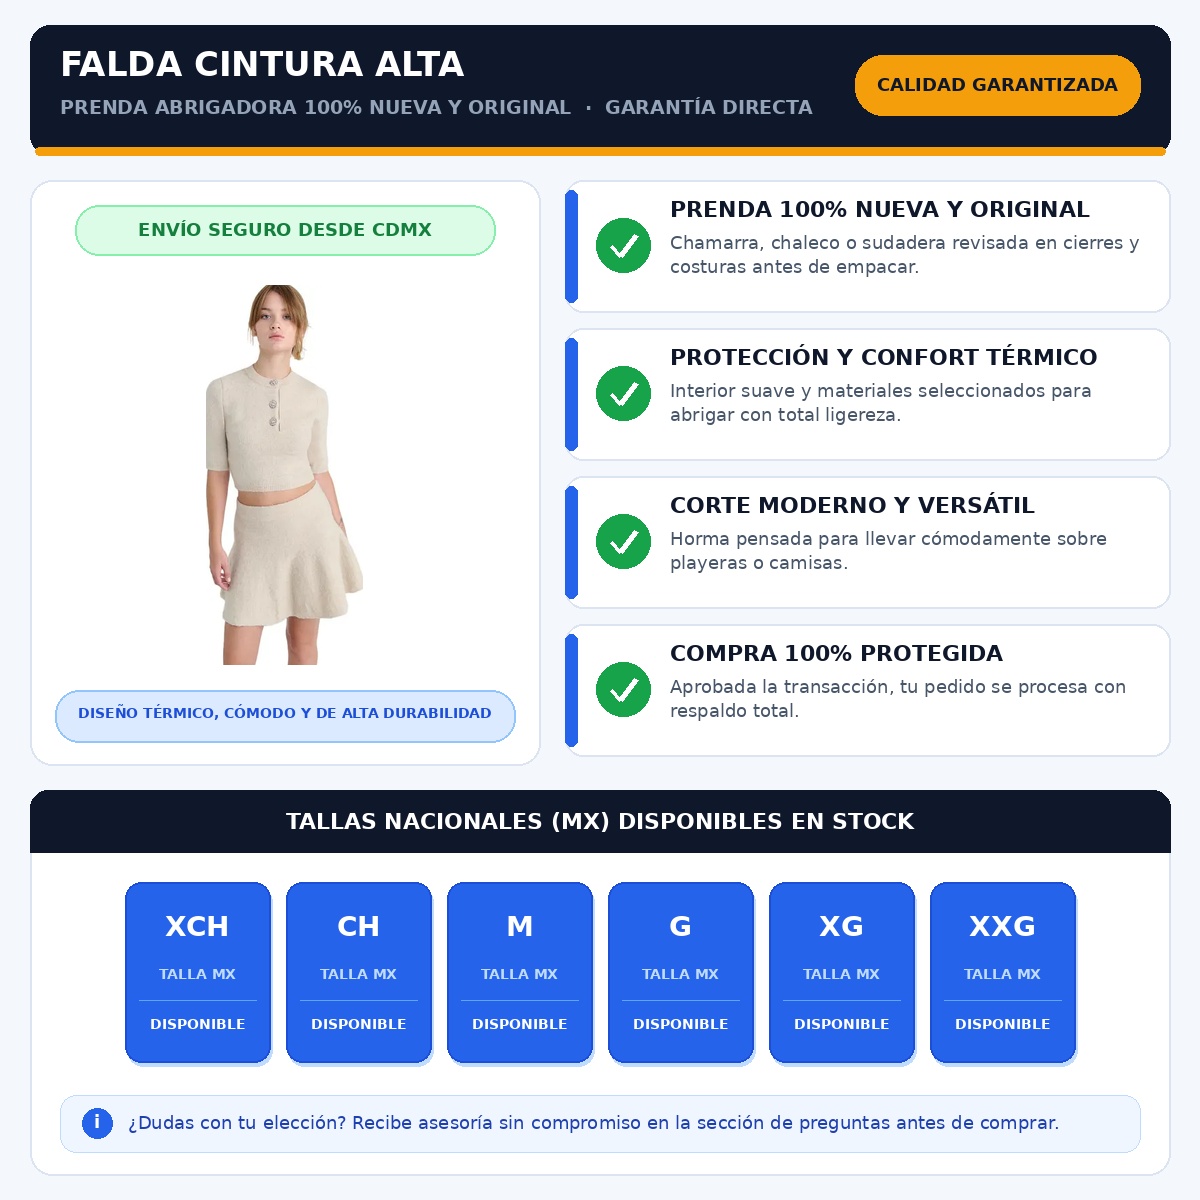 FALDA CINTURA ALTA
PRENDA ABRIGADORA 100% NUEVA Y ORIGINAL · GARANTÍA DIRECTA
CALIDAD GARANTIZADA
ENVÍO SEGURO DESDE CDMX
DISEÑO TÉRMICO, CÓMODO Y DE ALTA DURABILIDAD
PRENDA 100% NUEVA Y ORIGINAL
Chamarra, chaleco o sudadera revisada en cierres y
costuras antes de empacar.
PROTECCIÓN Y CONFORT TÉRMICO
Interior suave y materiales seleccionados para
abrigar con total ligereza.
CORTE MODERNO Y VERSÁTIL
Horma pensada para llevar cómodamente sobre
playeras o camisas.
COMPRA 100% PROTEGIDA
Aprobada la transacción, tu pedido se procesa con
respaldo total.
TALLAS NACIONALES (MX) DISPONIBLES EN STOCK
XCH
TALLA MX
DISPONIBLE
CH
TALLA MX
DISPONIBLE
M
TALLA MX
DISPONIBLE
G
TALLA MX
DISPONIBLE
XG
TALLA MX
DISPONIBLE
XXG
TALLA MX
DISPONIBLE
i ¿Dudas con tu elección? Recibe asesoría sin compromiso en la sección de preguntas antes de comprar.